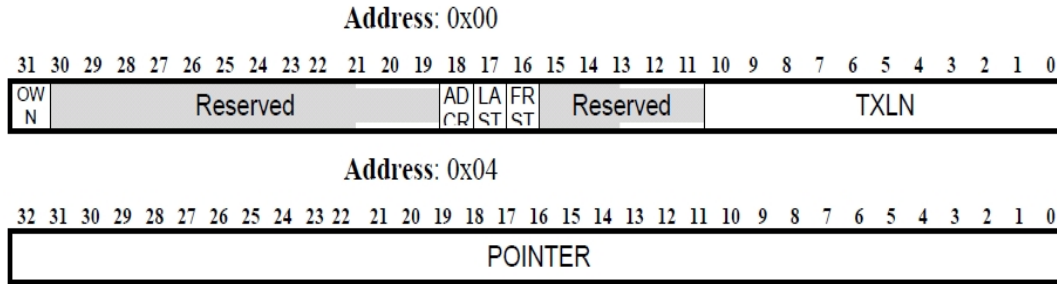 Address: 0x00
31 30 29 28 27 26 25 24 23 22 21 20 19 18 17 16 15 14 13 12 11 10 9 8 7 6 5 4 3 2 1 0
OW N Reserved AD CR LA ST FR ST Reserved TXLN
Address: 0x04
32 31 30 29 28 27 26 25 24 23 22 21 20 19 18 17 16 15 14 13 12 11 10 9 8 7 6 5 4 3 2 1 0
POINTER